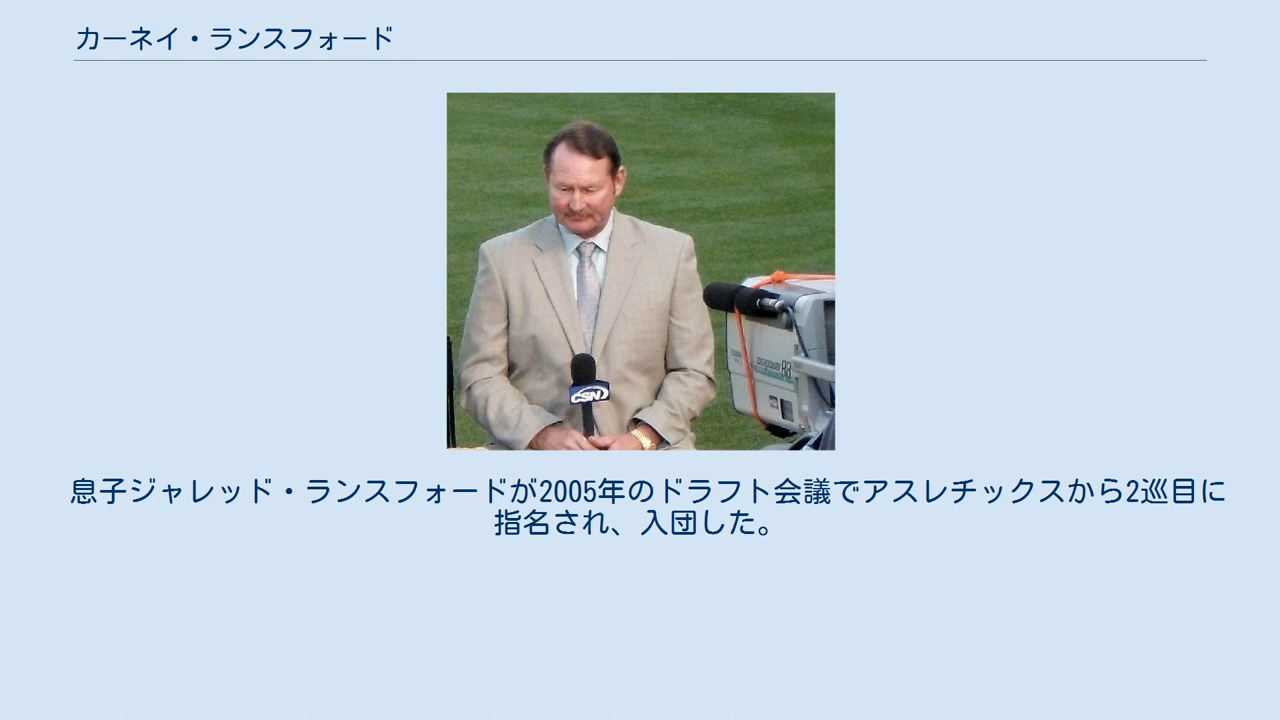 カーネイ・ランスフォード
CSN
息子ジャレッド・ランスフォードが2005年のドラフト会議でアスレチックスから2巡目に
指名され、入団した。